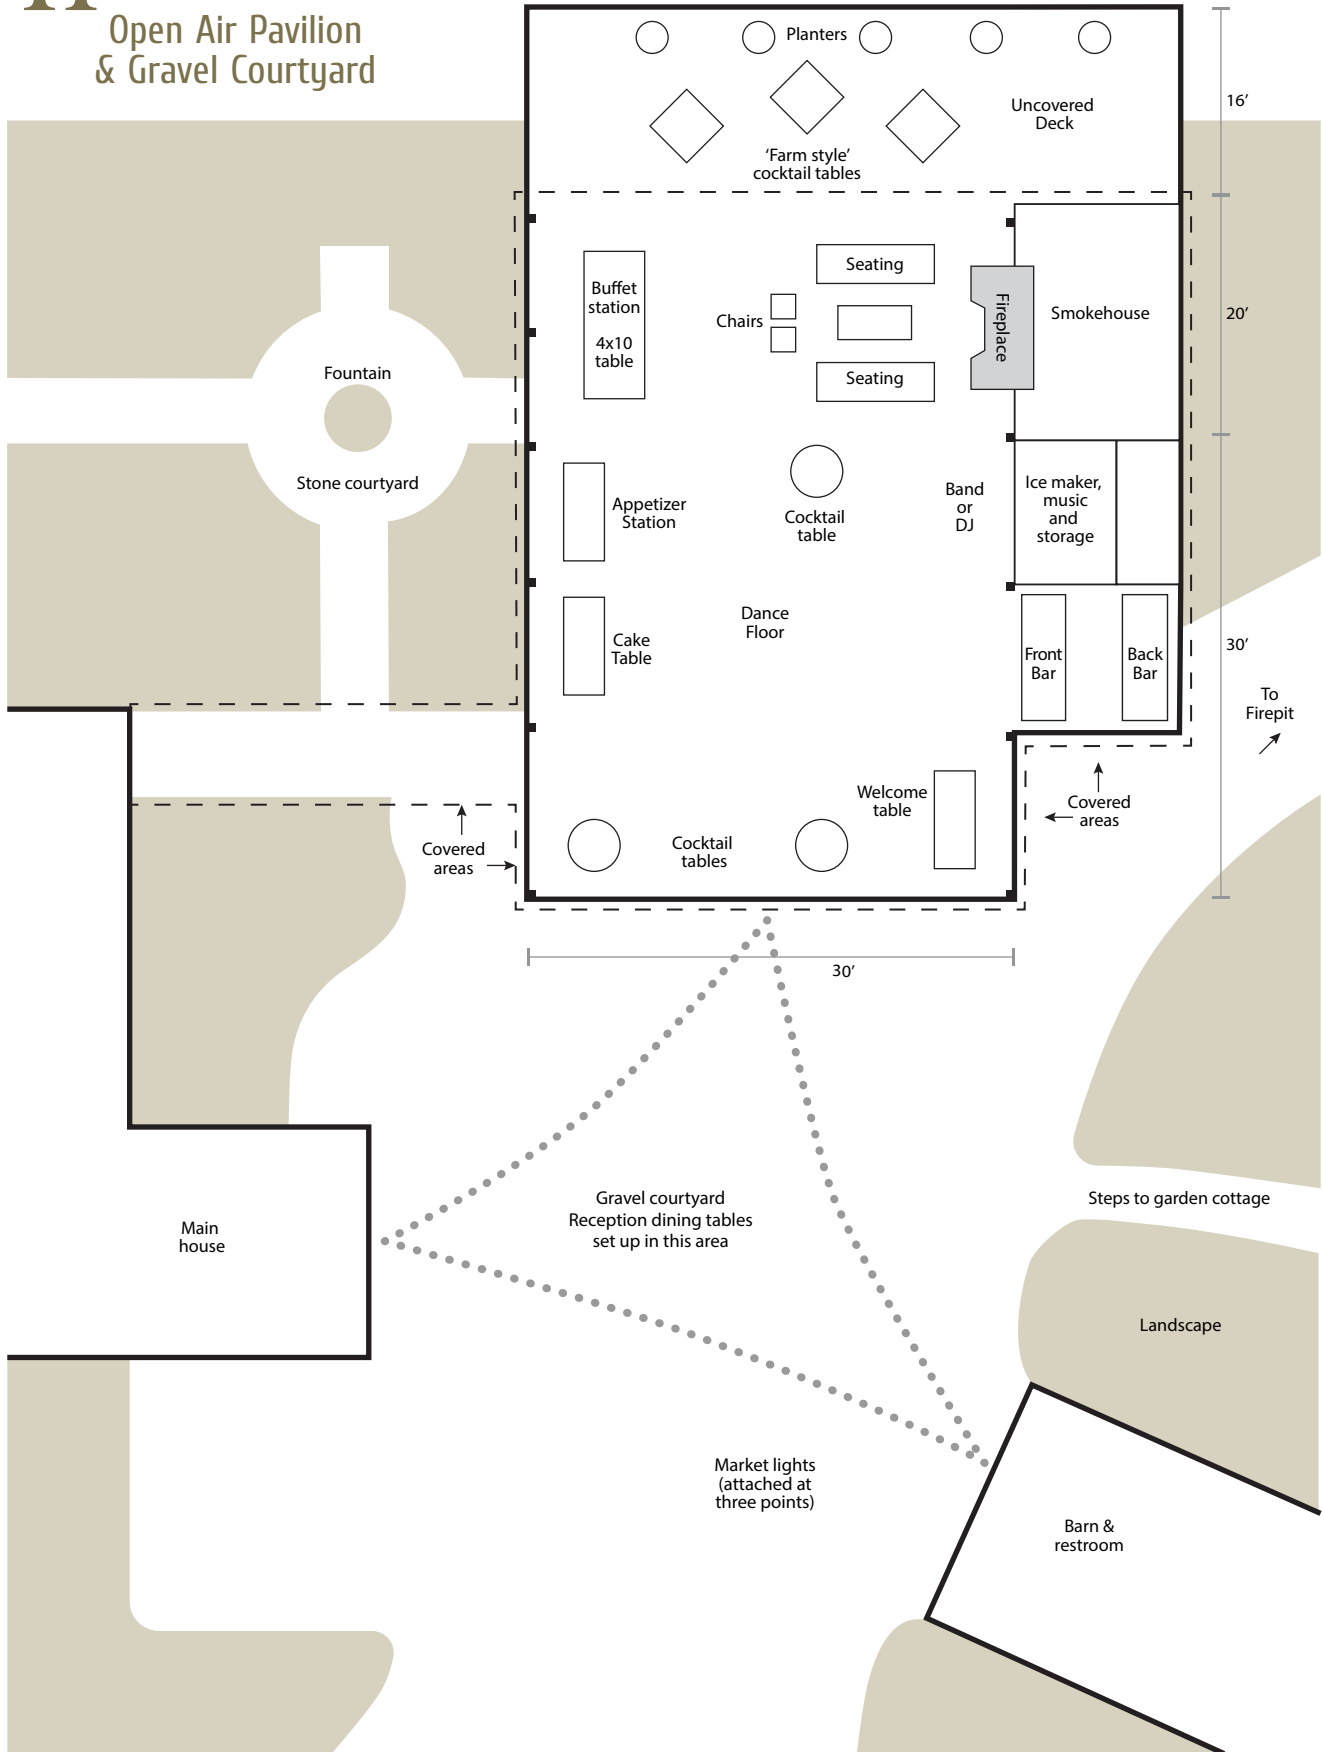 Open Air Pavilion
& Gravel Courtyard
Planters
16’
Uncovered
Deck
‘Farm style’
cocktail tables
Buffet
station
4x10
table
Seating
Chairs
Seating
Fireplace
Smokehouse
20’
Fountain
Stone courtyard
Appetizer
Station
Cocktail
table
Band
or
DJ
Ice maker,
music
and
storage
Dance
Floor
Cake
Table
Front
Bar
Back
Bar
30’
To
Firepit
Welcome
table
Covered
areas
Covered
areas
Cocktail
tables
30’
Gravel courtyard
Reception dining tables
set up in this area
Steps to garden cottage
Main
house
Landscape
Market lights
(attached at
three points)
Barn &
restroom